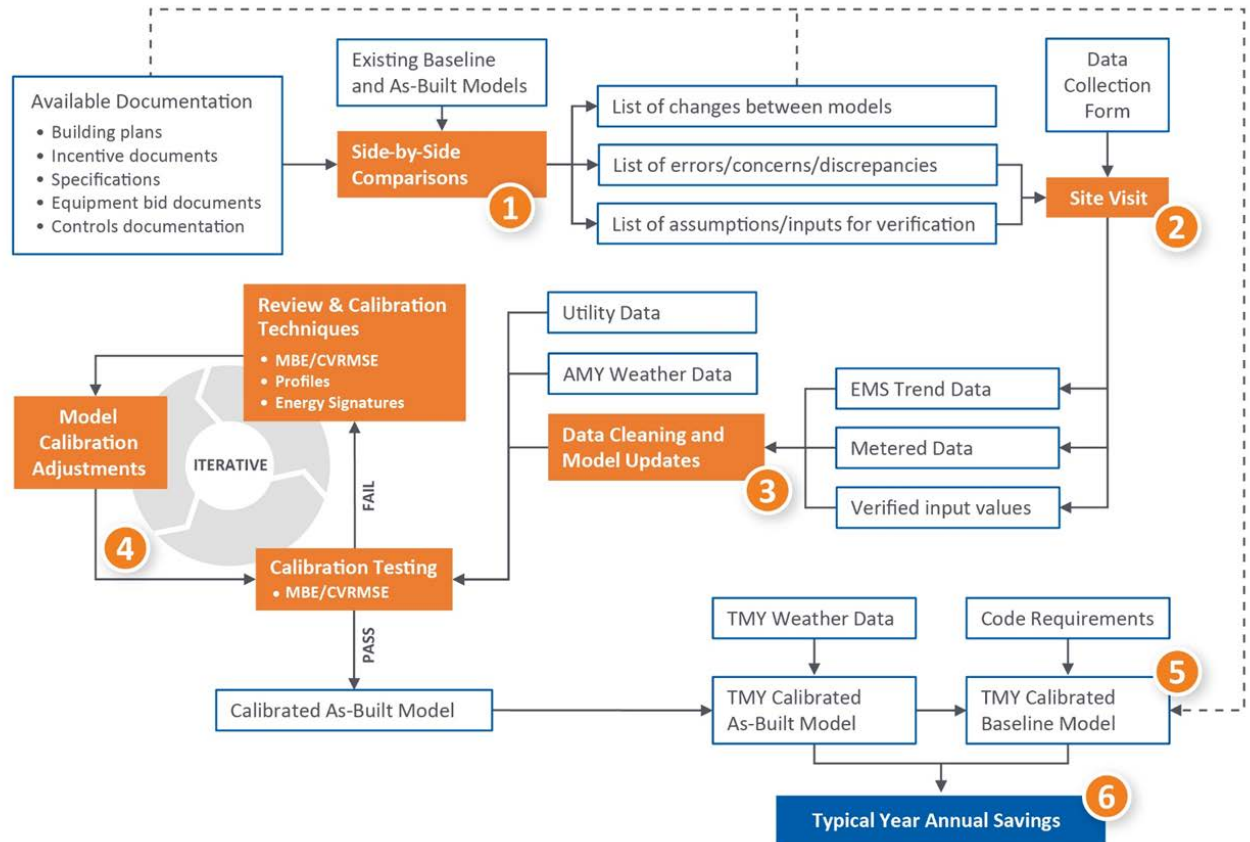 Available Documentation
• Building plans
• Incentive documents
• Specifications
• Equipment bid documents
• Controls documentation
Existing Baseline
and As-Built Models
Side-by-Side
Comparisons
1
List of changes between models
List of errors/concerns/discrepancies
List of assumptions/inputs for verification
Data
Collection
Form
Site Visit
2
Review & Calibration
Techniques
• MBE/CVRMSE
• Profiles
• Energy Signatures
Model
Calibration
Adjustments
ITERATIVE
4
FAIL
Calibration Testing
• MBE/CVRMSE
PASS
Utility Data
AMY Weather Data
Data Cleaning and
Model Updates
3
EMS Trend Data
Metered Data
Verified input values
Calibrated As-Built Model
TMY Weather Data
TMY Calibrated
As-Built Model
Code Requirements
TMY Calibrated
Baseline Model
5
Typical Year Annual Savings
6